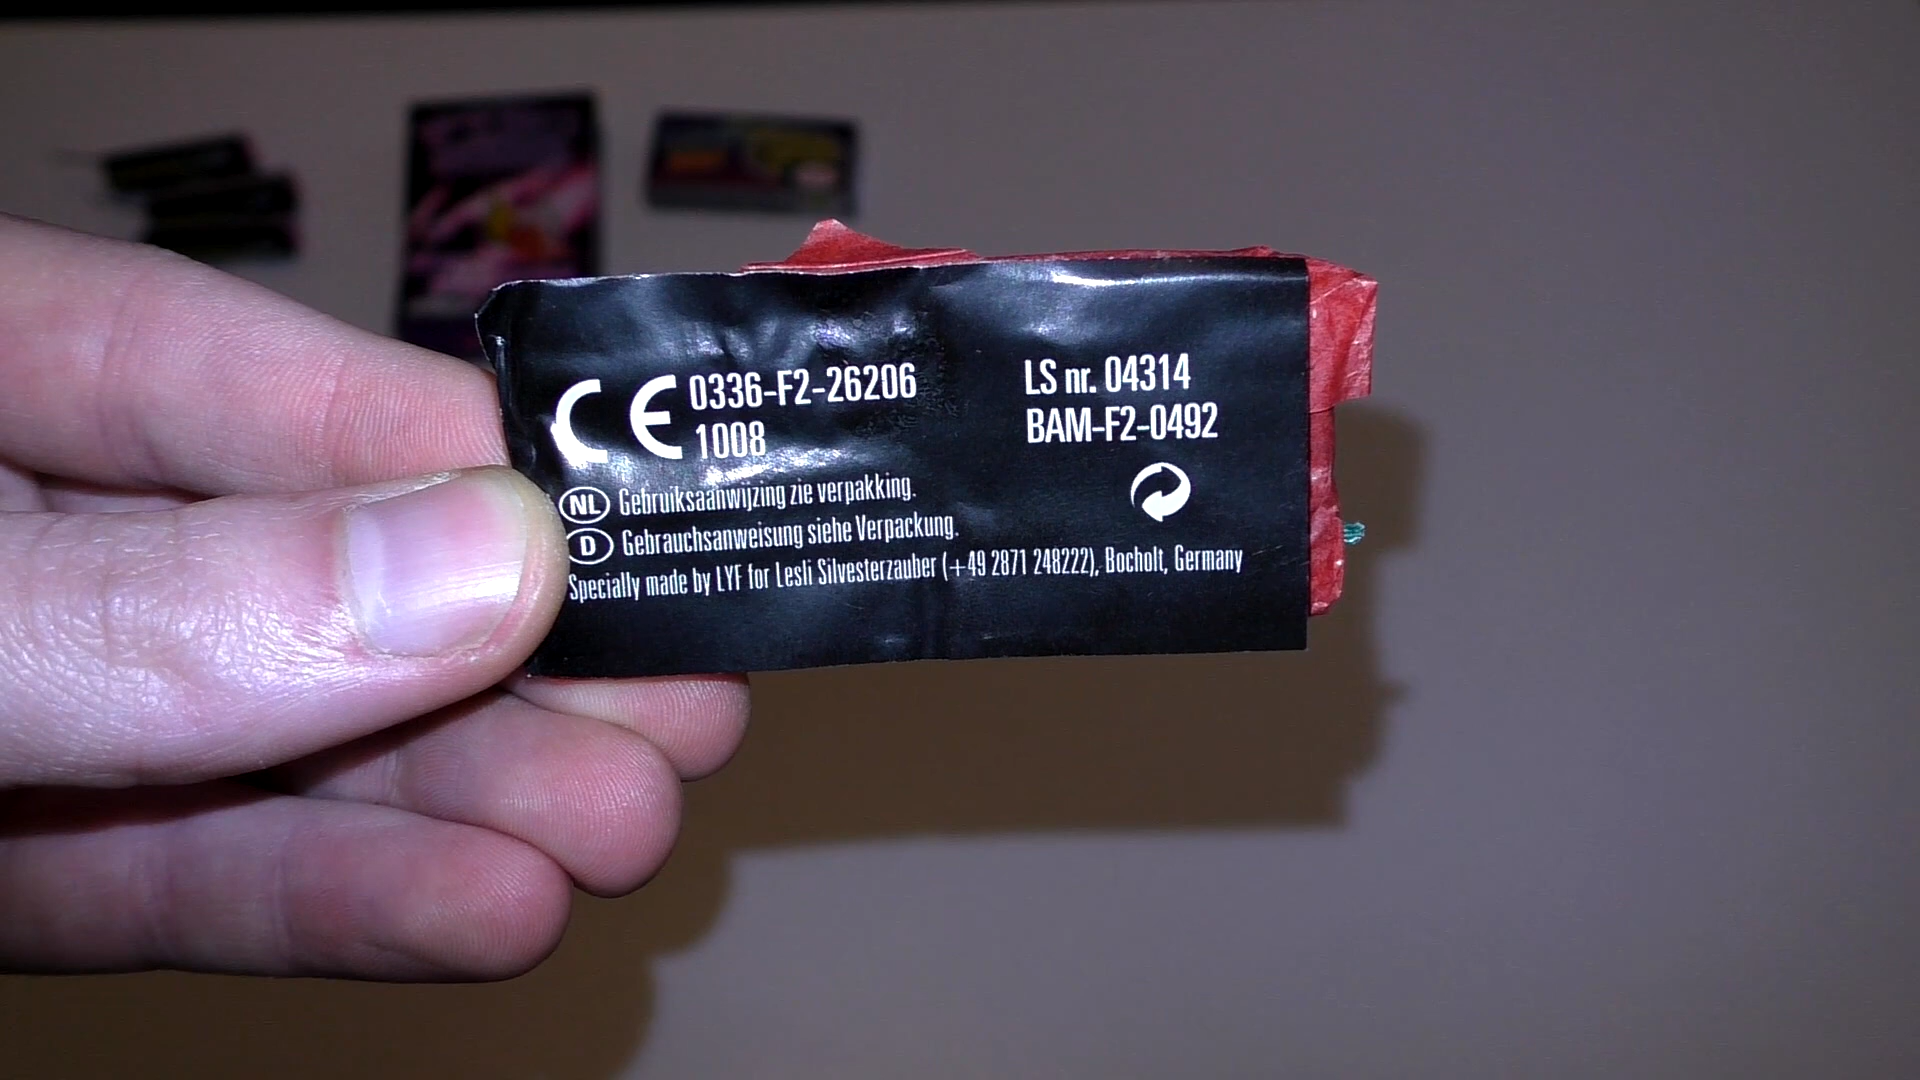 CE 0336-F2-26206
1008
LS nr. 04314
BAM-F2-0492
NL Gebruiksaanwijzing zie verpakking.
D Gebrauchsanweisung siehe Verpackung.
Specially made by LYF for Lesli Silvesterzauber (+49 2871 248222), Bocholt, Germany